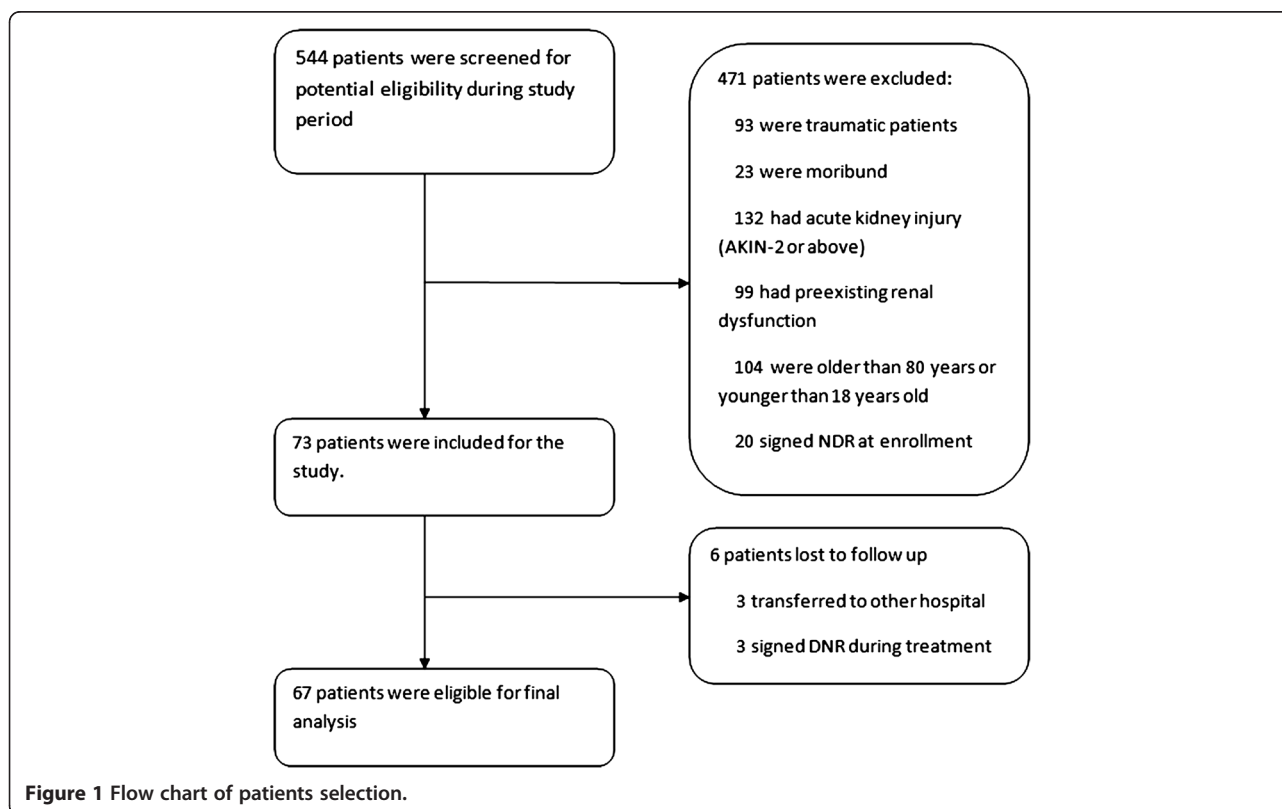 544 patients were screened for
potential eligibility during study
period
471 patients were excluded:
93 were traumatic patients
23 were moribund
132 had acute kidney injury
(AKIN-2 or above)
99 had preexisting renal
dysfunction
104 were older than 80 years or
younger than 18 years old
20 signed NDR at enrollment
73 patients were included for the
study.
6 patients lost to follow up
3 transferred to other hospital
3 signed DNR during treatment
67 patients were eligible for final
analysis
Figure 1 Flow chart of patients selection.